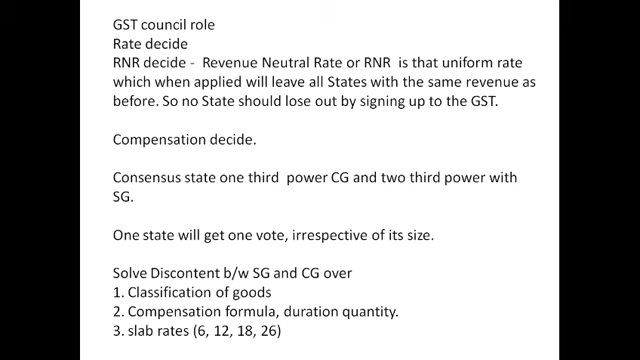 GST council role
Rate decide
RNR decide -  Revenue Neutral Rate or RNR  is that uniform rate
which when applied will leave all States with the same revenue as
before. So no State should lose out by signing up to the GST.
Compensation decide.
Consensus state one third  power CG and two third power with
SG.
One state will get one vote, irrespective of its size.
Solve Discontent b/w SG and CG over
1. Classification of goods
2. Compensation formula, duration quantity.
3. slab rates (6, 12, 18, 26)